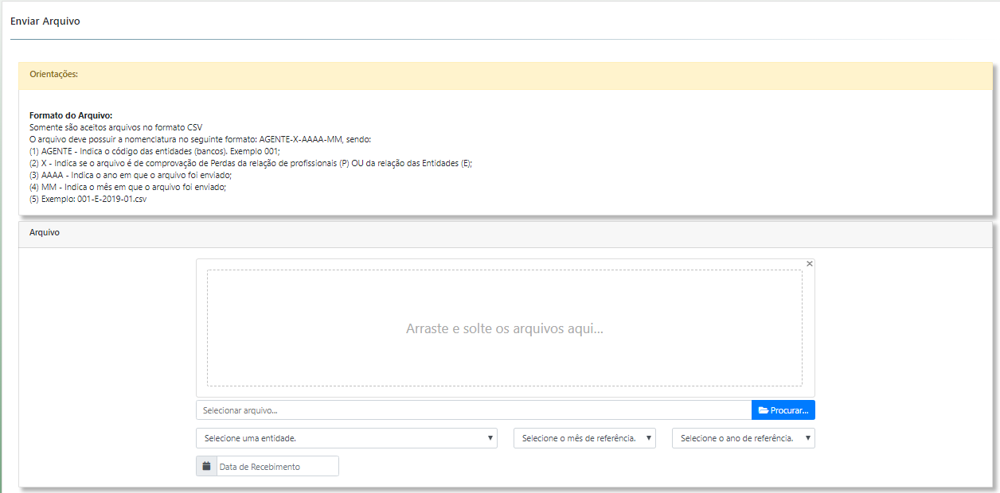 Enviar Arquivo
Orientações:
Formato do Arquivo:
Somente são aceitos arquivos no formato CSV
O arquivo deve possuir a nomenclatura no seguinte formato: AGENTE-X-AAAA-MM, sendo:
(1) AGENTE - Indica o código das entidades (bancos). Exemplo 001;
(2) X - Indica se o arquivo é de comprovação de Perdas da relação de profissionais (P) OU da relação das Entidades (E);
(3) AAAA - Indica o ano em que o arquivo foi enviado;
(4) MM - Indica o mês em que o arquivo foi enviado;
(5) Exemplo: 001-E-2019-01.csv
Arquivo
Arraste e solte os arquivos aqui...
Selecionar arquivo... Procurar...
Selecione uma entidade. Selecione o mês de referência. Selecione o ano de referência.
Data de Recebimento